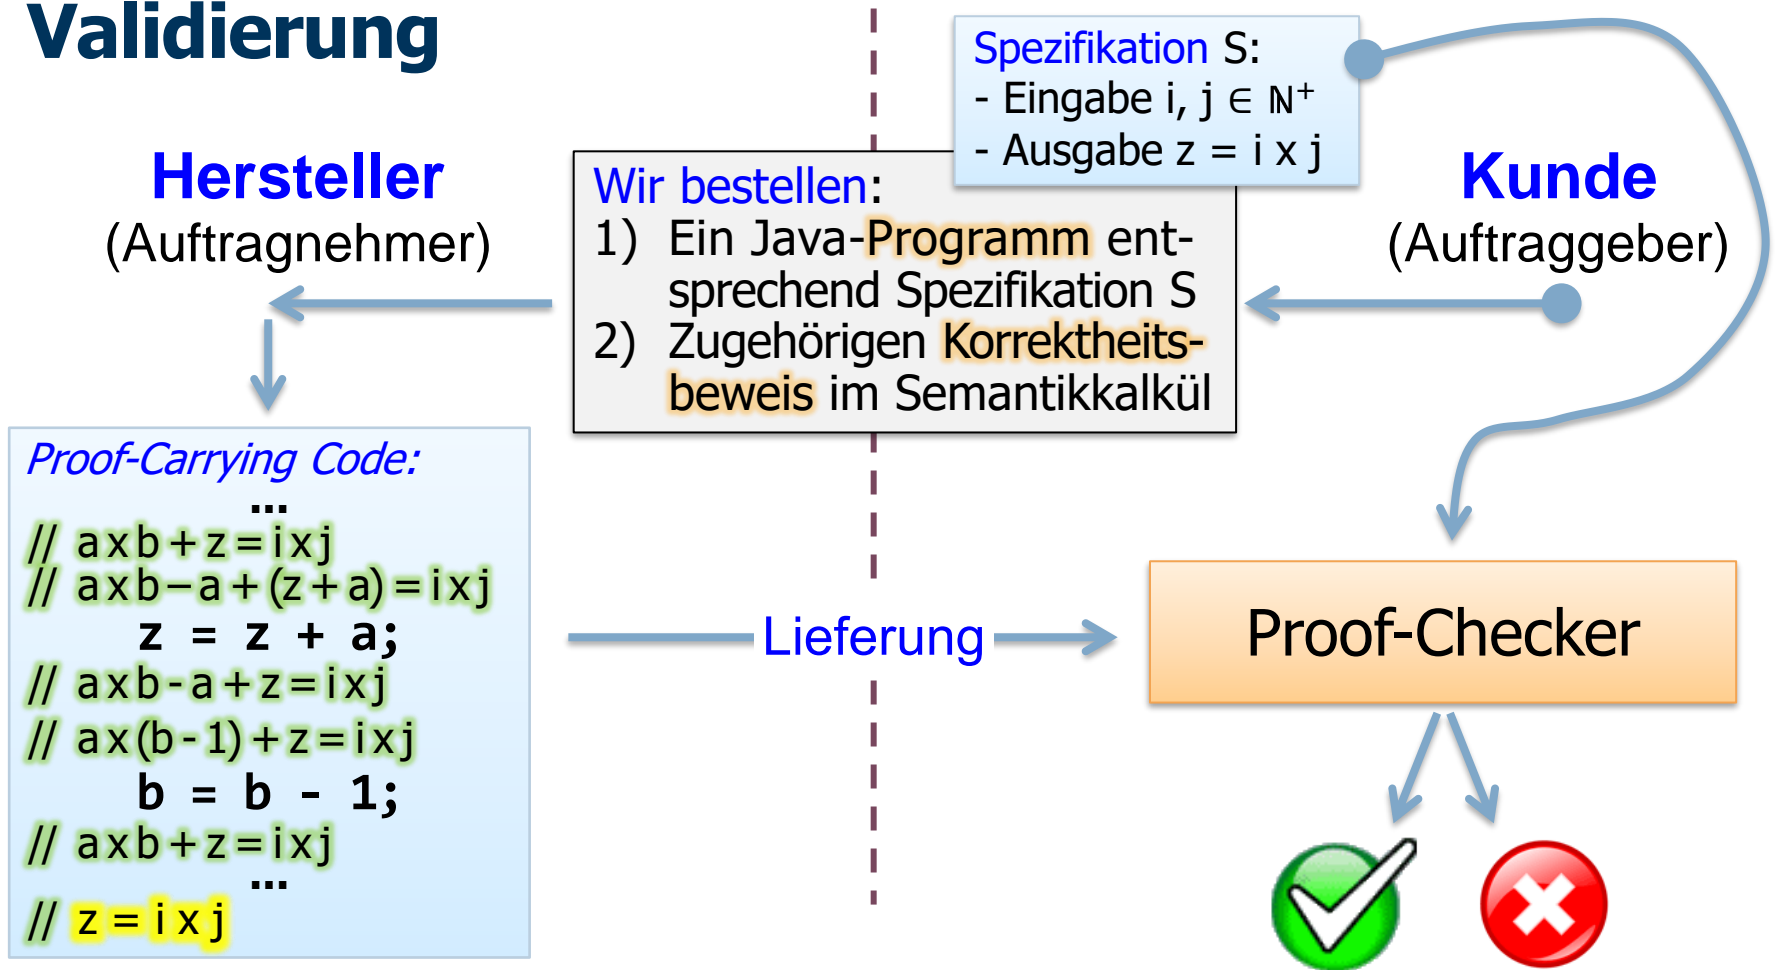 Validierung
Spezifikation S:
- Eingabe i, j ∈ ℕ⁺
- Ausgabe z = i x j
Hersteller
(Auftragnehmer)
Wir bestellen:
1) Ein Java-Programm ent-
sprechend Spezifikation S
2) Zugehörigen Korrektheits-
beweis im Semantikkalkül
Kunde
(Auftraggeber)
Proof-Carrying Code:
...
// a x b + z = i x j
// a x b – a + (z + a) = i x j
z = z + a;
// a x b - a + z = i x j
// a x (b - 1) + z = i x j
b = b - 1;
// a x b + z = i x j
...
// z = i x j
Lieferung
Proof-Checker